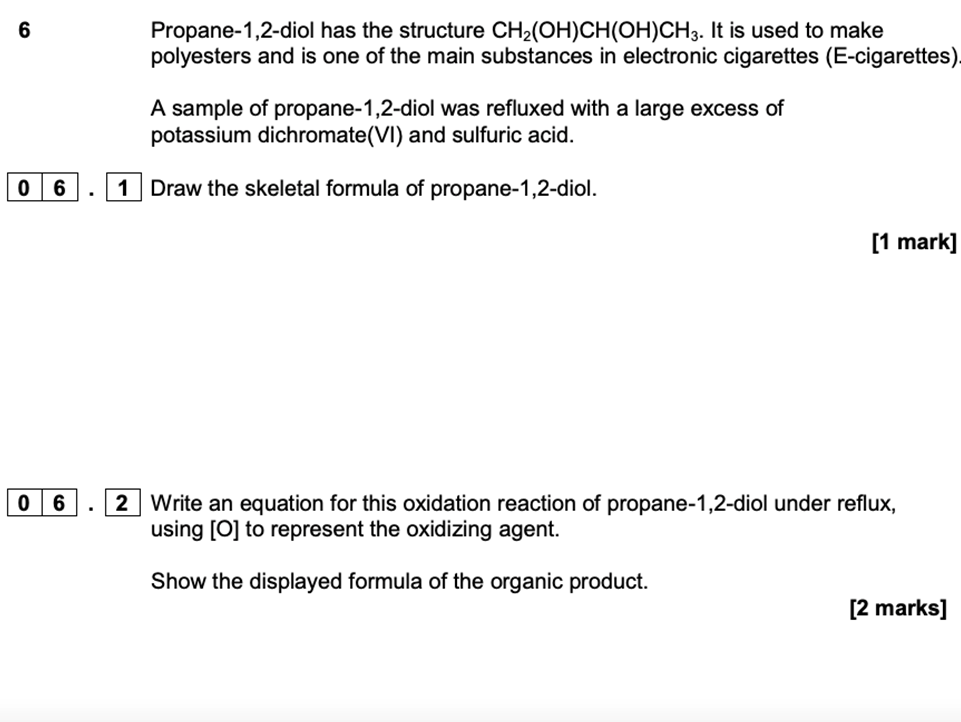 6 Propane-1,2-diol has the structure CH₂(OH)CH(OH)CH₃. It is used to make
polyesters and is one of the main substances in electronic cigarettes (E-cigarettes).
A sample of propane-1,2-diol was refluxed with a large excess of
potassium dichromate(VI) and sulfuric acid.
0 6 . 1 Draw the skeletal formula of propane-1,2-diol.
[1 mark]
0 6 . 2 Write an equation for this oxidation reaction of propane-1,2-diol under reflux,
using [O] to represent the oxidizing agent.
Show the displayed formula of the organic product.
[2 marks]